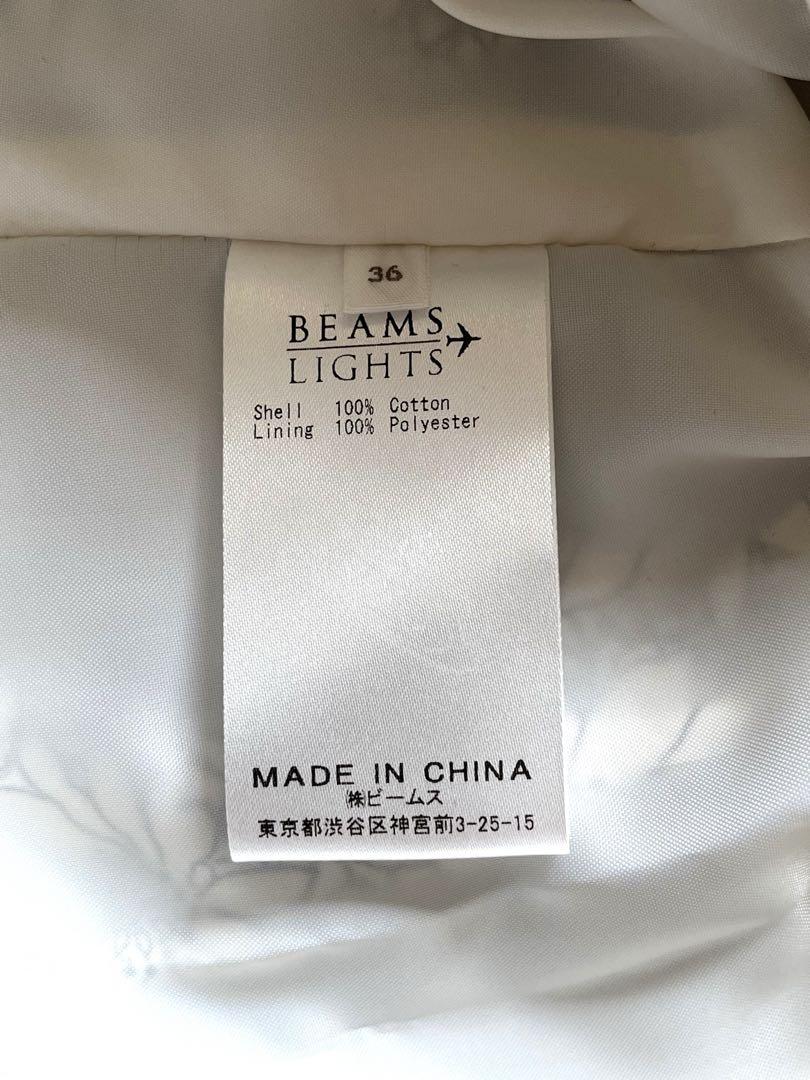 36
BEAMS
LIGHTS
Shell 100% Cotton
Lining 100% Polyester
MADE IN CHINA
㈱ビームス
東京都渋谷区神宮前3-25-15